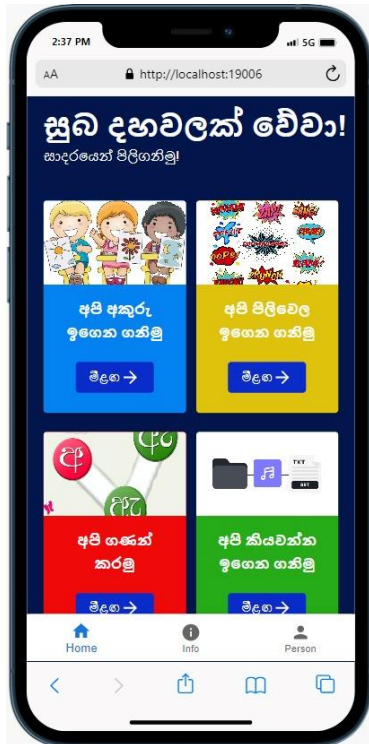 2:37 PM
5G
AA
http://localhost:19006
සුබ දහවලක් වේවා!
සාදරයෙන් පිලිගනිමු!
අපි අකුරු
ඉගෙන ගනිමු
මීළඟ →
අපි පිලිවෙල
ඉගෙන ගනිමු
මීළඟ →
අ
ඇ
අපි ගණන්
කරමු
මීළඟ →
TXT
අපි කියවන්න
ඉගෙන ගනිමු
මීළඟ →
Home
Info
Person